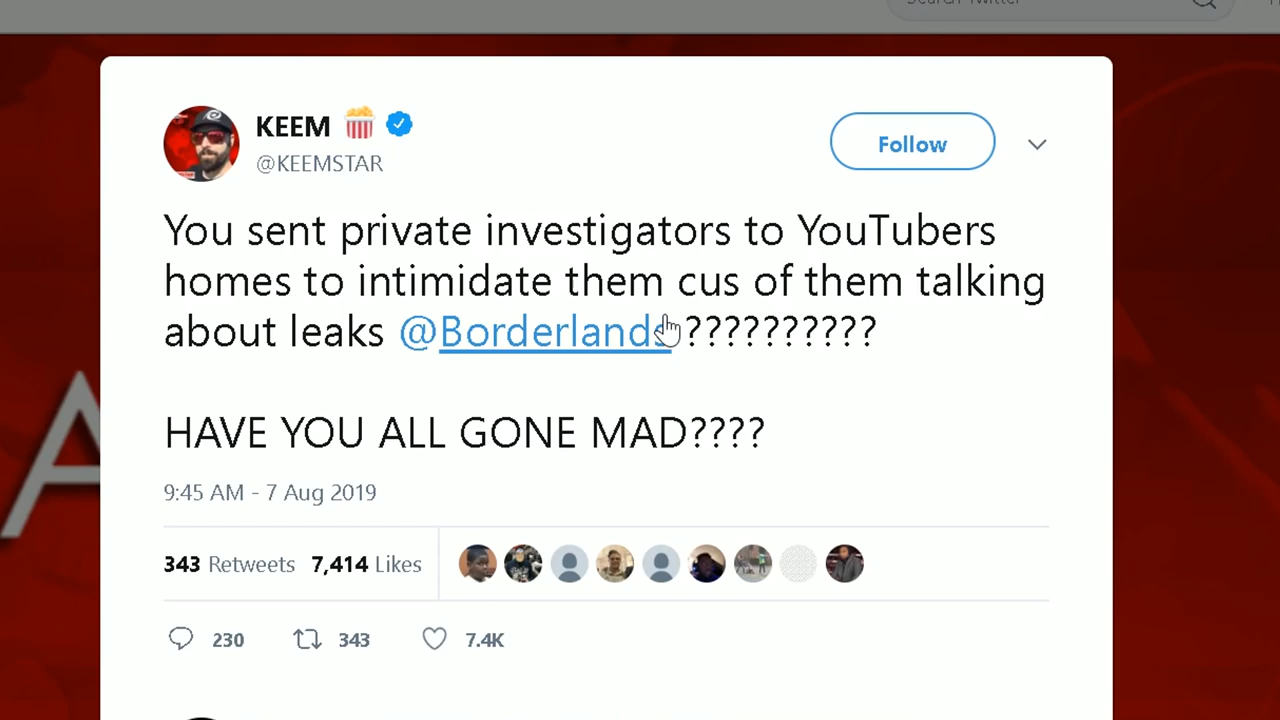 KEEM 🍿
@KEEMSTAR
Follow
You sent private investigators to YouTubers
homes to intimidate them cus of them talking
about leaks @Borderlands??????????
HAVE YOU ALL GONE MAD????
9:45 AM - 7 Aug 2019
343 Retweets 7,414 Likes
230 343 7.4K